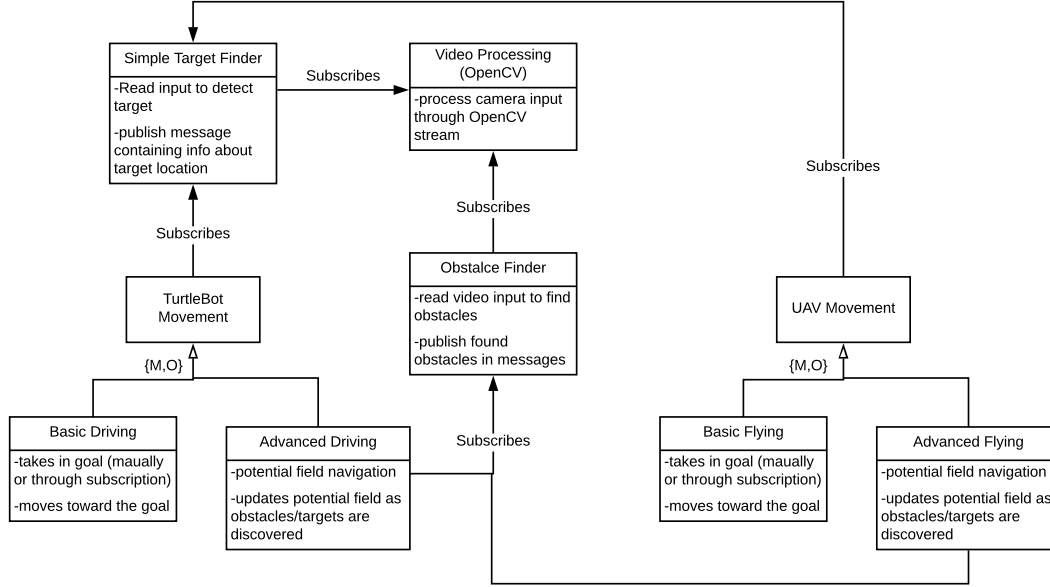 Simple Target Finder
-Read input to detect
target
-publish message
containing info about
target location
Subscribes
Video Processing
(OpenCV)
-process camera input
through OpenCV
stream
Subscribes
Subscribes
Subscribes
Obstalce Finder
-read video input to find
obstacles
-publish found
obstacles in messages
TurtleBot
Movement
UAV Movement
{M,O}
{M,O}
Basic Driving
-takes in goal (maually
or through subscription)
-moves toward the goal
Advanced Driving
-potential field navigation
-updates potential field as
obstacles/targets are
discovered
Subscribes
Basic Flying
-takes in goal (maually
or through subscription)
-moves toward the goal
Advanced Flying
-potential field navigation
-updates potential field as
obstacles/targets are
discovered